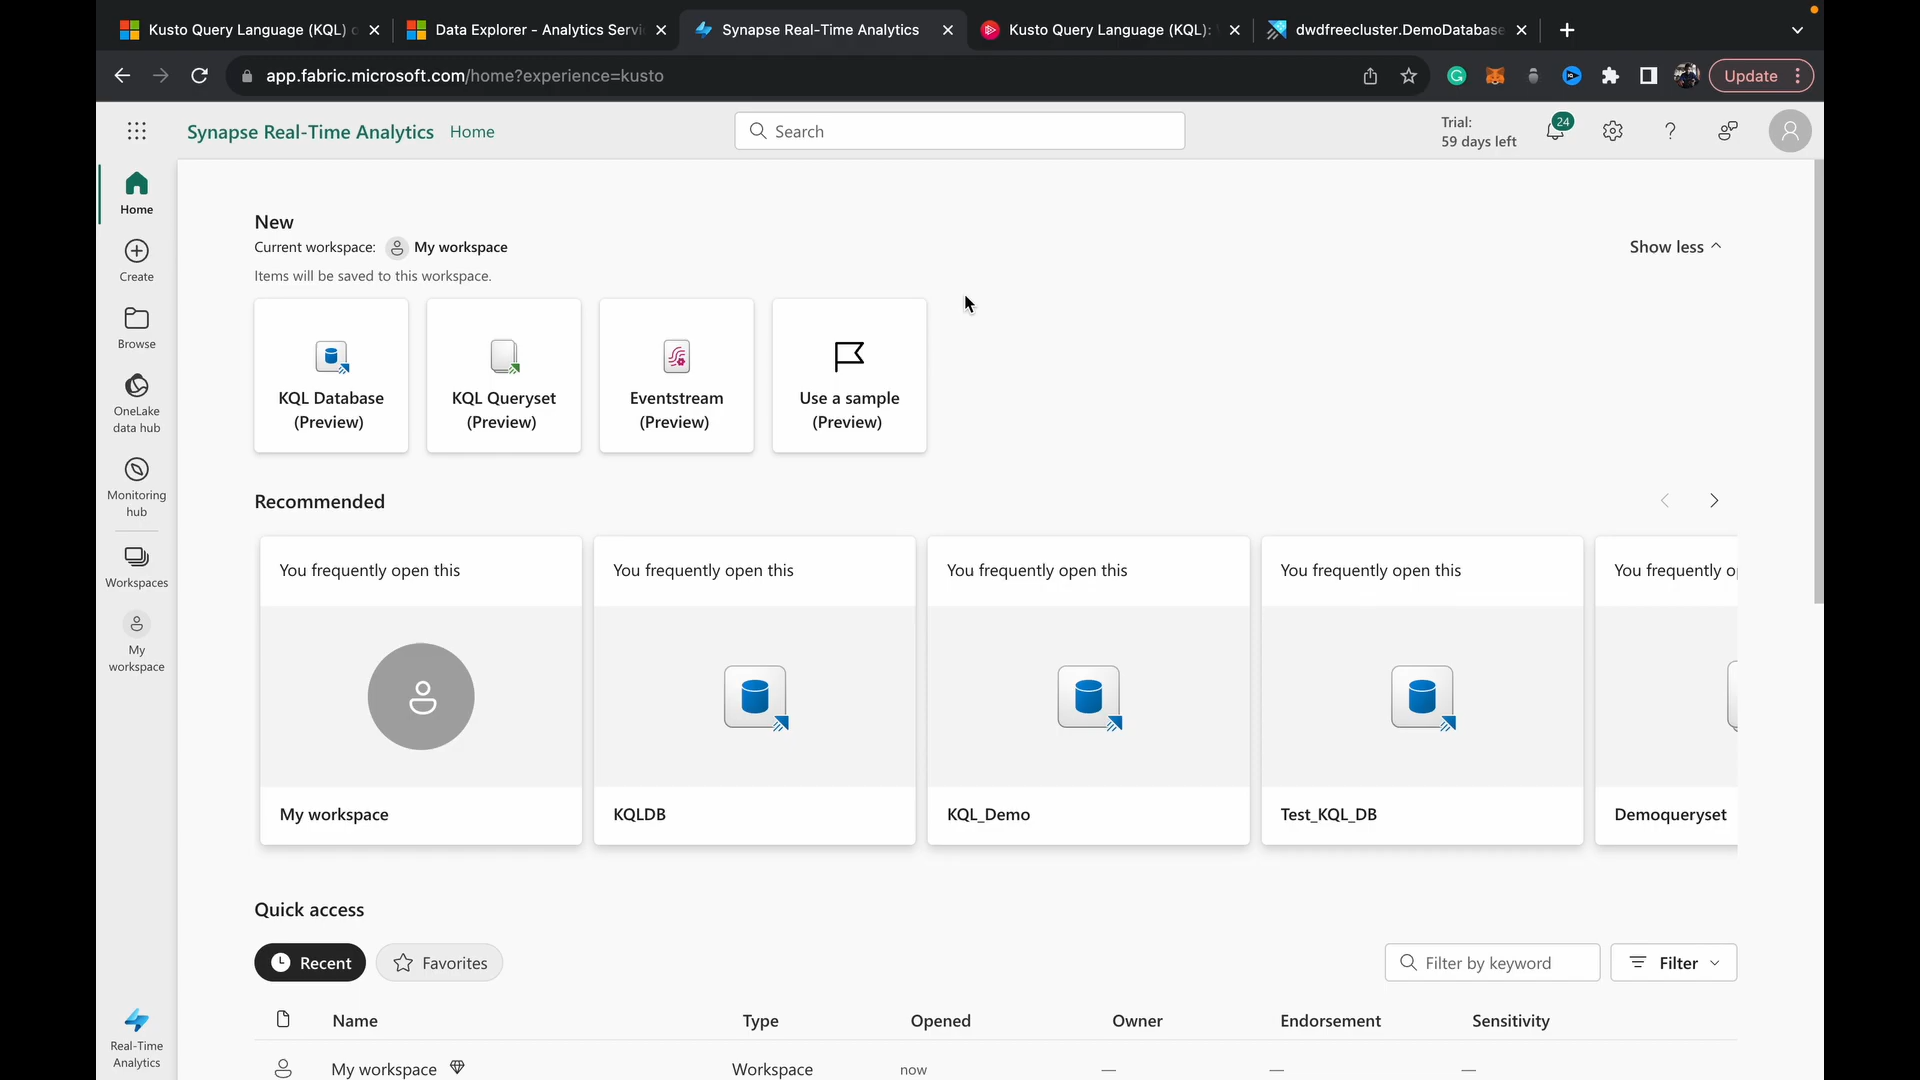 Kusto Query Language (KQL) o
Data Explorer - Analytics Servi
Synapse Real-Time Analytics
Kusto Query Language (KQL):
dwdfreecluster.DemoDatabase
app.fabric.microsoft.com/home?experience=kusto
Update
Synapse Real-Time Analytics
Home
Search
Trial:
59 days left
24
Home
Create
Browse
OneLake
data hub
Monitoring
hub
Workspaces
My
workspace
Real-Time
Analytics
New
Current workspace: My workspace
Show less
Items will be saved to this workspace.
KQL Database
(Preview)
KQL Queryset
(Preview)
Eventstream
(Preview)
Use a sample
(Preview)
Recommended
You frequently open this
My workspace
You frequently open this
KQLDB
You frequently open this
KQL_Demo
You frequently open this
Test_KQL_DB
You frequently o
Demoqueryset
Quick access
Recent
Favorites
Filter by keyword
Filter
Name Type Opened Owner Endorsement Sensitivity
My workspace Workspace now — — —